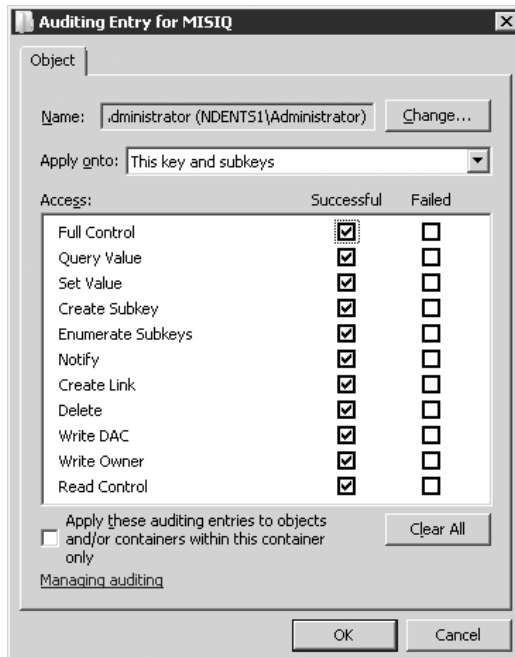 Auditing Entry for MISIQ
Object
Name: dministrator (NDENTS1\Administrator) Change...
Apply onto: This key and subkeys
Access: Successful Failed
Full Control
Query Value
Set Value
Create Subkey
Enumerate Subkeys
Notify
Create Link
Delete
Write DAC
Write Owner
Read Control
Apply these auditing entries to objects
and/or containers within this container
only
Clear All
Managing auditing
OK Cancel